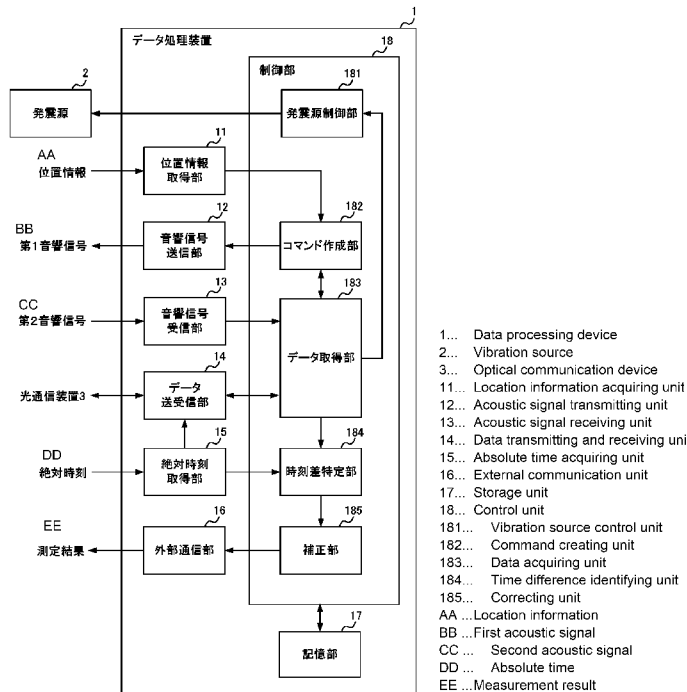 1
データ処理装置
18
制御部
2
発震源
181
発震源制御部
AA
位置情報
11
位置情報
取得部
182
コマンド作成部
BB
第1音響信号
12
音響信号
送信部
183
データ取得部
CC
第2音響信号
13
音響信号
受信部
光通信装置3
14
データ
送受信部
DD
絶対時刻
15
絶対時刻
取得部
184
時刻差特定部
EE
測定結果
16
外部通信部
185
補正部
17
記憶部
1... Data processing device
2... Vibration source
3... Optical communication device
11... Location information acquiring unit
12... Acoustic signal transmitting unit
13... Acoustic signal receiving unit
14... Data transmitting and receiving uni
15... Absolute time acquiring unit
16... External communication unit
17... Storage unit
18... Control unit
181... Vibration source control unit
182... Command creating unit
183... Data acquiring unit
184... Time difference identifying unit
185... Correcting unit
AA ...Location information
BB ...First acoustic signal
CC ... Second acoustic signal
DD ... Absolute time
EE ...Measurement result